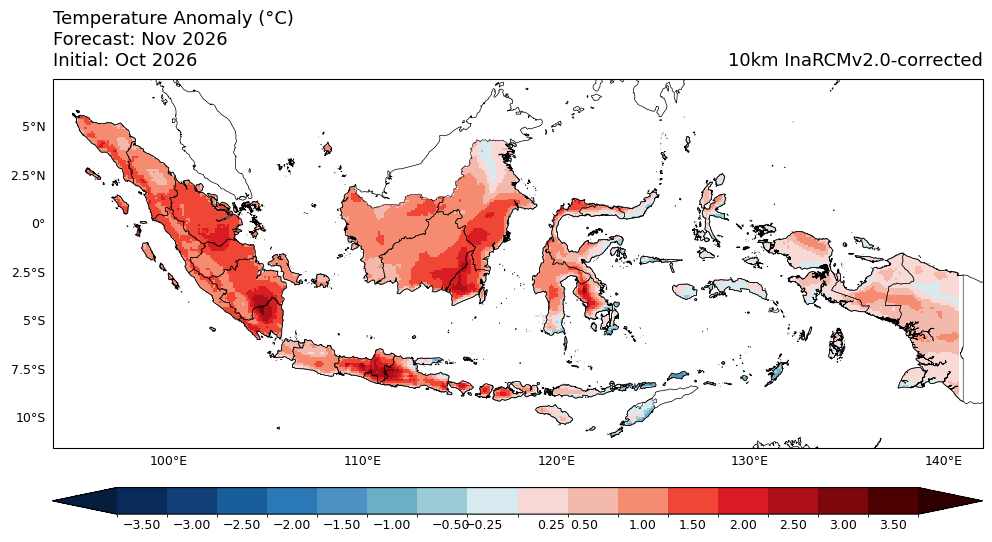 Temperature Anomaly (°C)
Forecast: Nov 2026
Initial: Oct 2026
10km InaRCMv2.0-corrected
5°N
2.5°N
0°
2.5°S
5°S
7.5°S
10°S
100°E 110°E 120°E 130°E 140°E
−3.50 −3.00 −2.50 −2.00 −1.50 −1.00 −0.50 −0.25 0.25 0.50 1.00 1.50 2.00 2.50 3.00 3.50